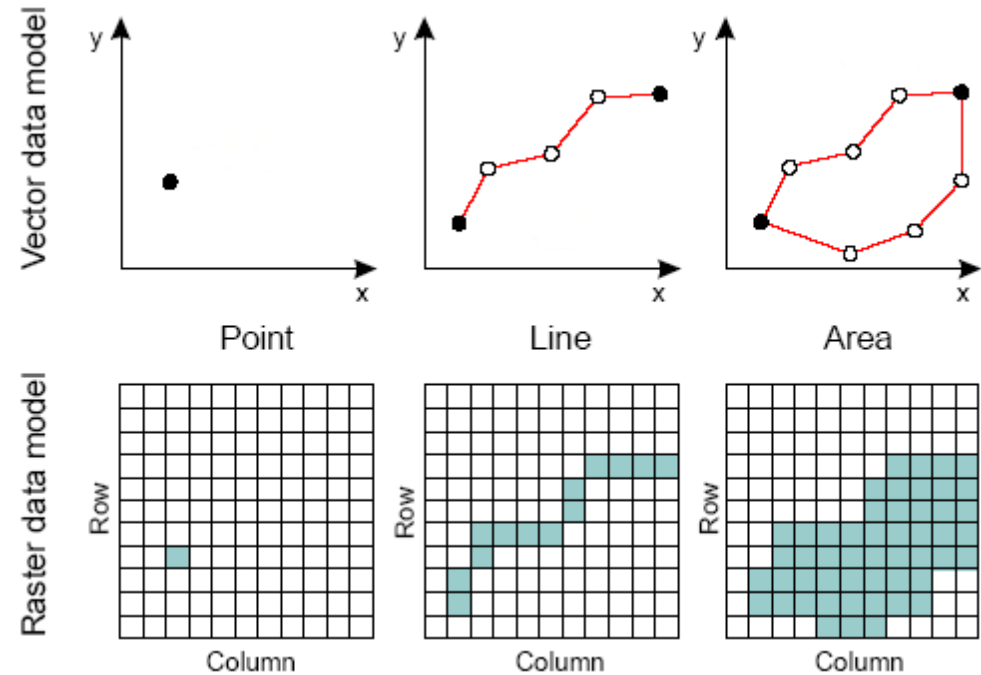 Vector data model
y
x
y
x
y
x
Point
Line
Area
Raster data model
Row
Column
Row
Column
Row
Column